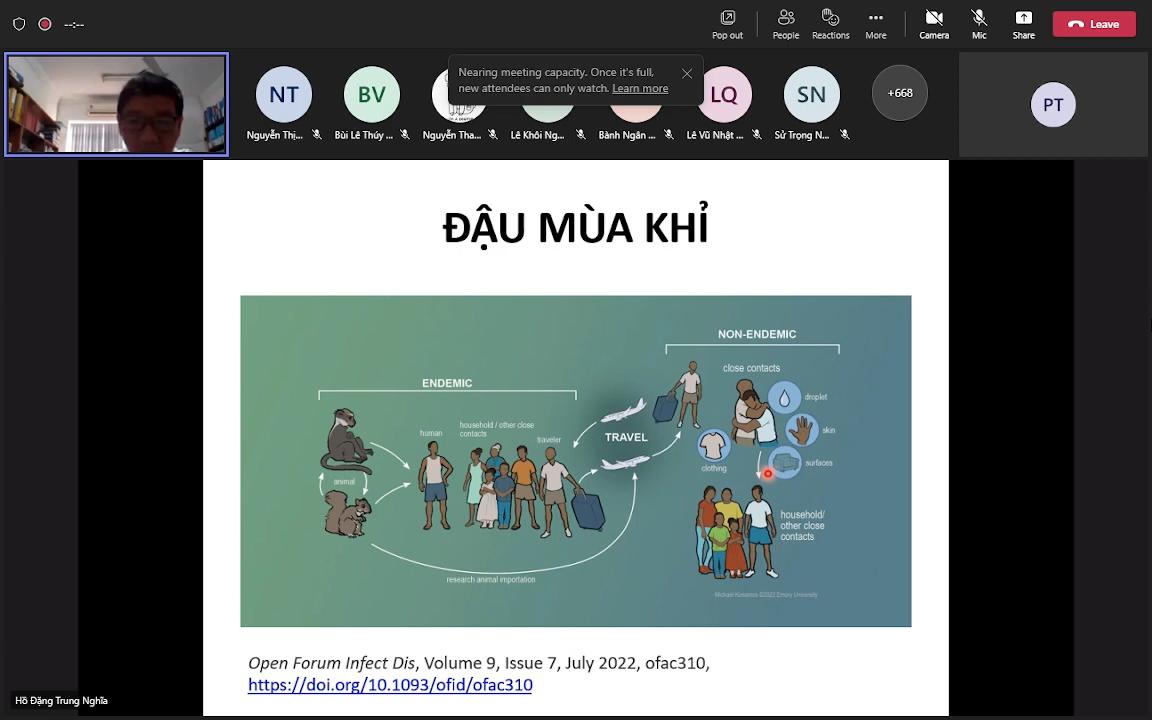 --:--
Pop out
People
Reactions
More
Camera
Mic
Share
Leave
Nearing meeting capacity. Once it's full,
new attendees can only watch. Learn more
NT
BV
LQ
SN
+668
PT
Nguyễn Thị...
Bùi Lê Thúy ...
Nguyễn Tha...
Lê Khôi Ng...
Bành Ngân ...
Lê Vũ Nhật ...
Sử Trọng N...
ĐẬU MÙA KHỈ
NON-ENDEMIC
close contacts
ENDEMIC
droplet
human
household / other close
contacts
traveler
TRAVEL
skin
clothing
surfaces
animal
household/
other close
contacts
research animal importation
©2022 Emory University
Open Forum Infect Dis, Volume 9, Issue 7, July 2022, ofac310,
https://doi.org/10.1093/ofid/ofac310
Hồ Đặng Trung Nghĩa